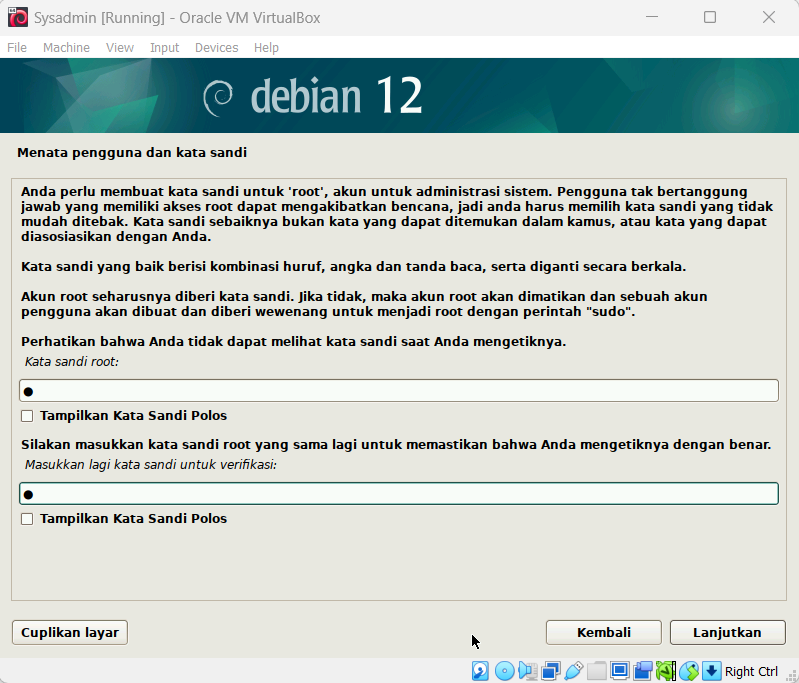 Sysadmin [Running] - Oracle VM VirtualBox
File Machine View Input Devices Help
debian 12
Menata pengguna dan kata sandi
Anda perlu membuat kata sandi untuk 'root', akun untuk administrasi sistem. Pengguna tak bertanggung
jawab yang memiliki akses root dapat mengakibatkan bencana, jadi anda harus memilih kata sandi yang tidak
mudah ditebak. Kata sandi sebaiknya bukan kata yang dapat ditemukan dalam kamus, atau kata yang dapat
diasosiasikan dengan Anda.
Kata sandi yang baik berisi kombinasi huruf, angka dan tanda baca, serta diganti secara berkala.
Akun root seharusnya diberi kata sandi. Jika tidak, maka akun root akan dimatikan dan sebuah akun
pengguna akan dibuat dan diberi wewenang untuk menjadi root dengan perintah "sudo".
Perhatikan bahwa Anda tidak dapat melihat kata sandi saat Anda mengetiknya.
Kata sandi root:
●
Tampilkan Kata Sandi Polos
Silakan masukkan kata sandi root yang sama lagi untuk memastikan bahwa Anda mengetiknya dengan benar.
Masukkan lagi kata sandi untuk verifikasi:
●
Tampilkan Kata Sandi Polos
Cuplikan layar Kembali Lanjutkan
Right Ctrl